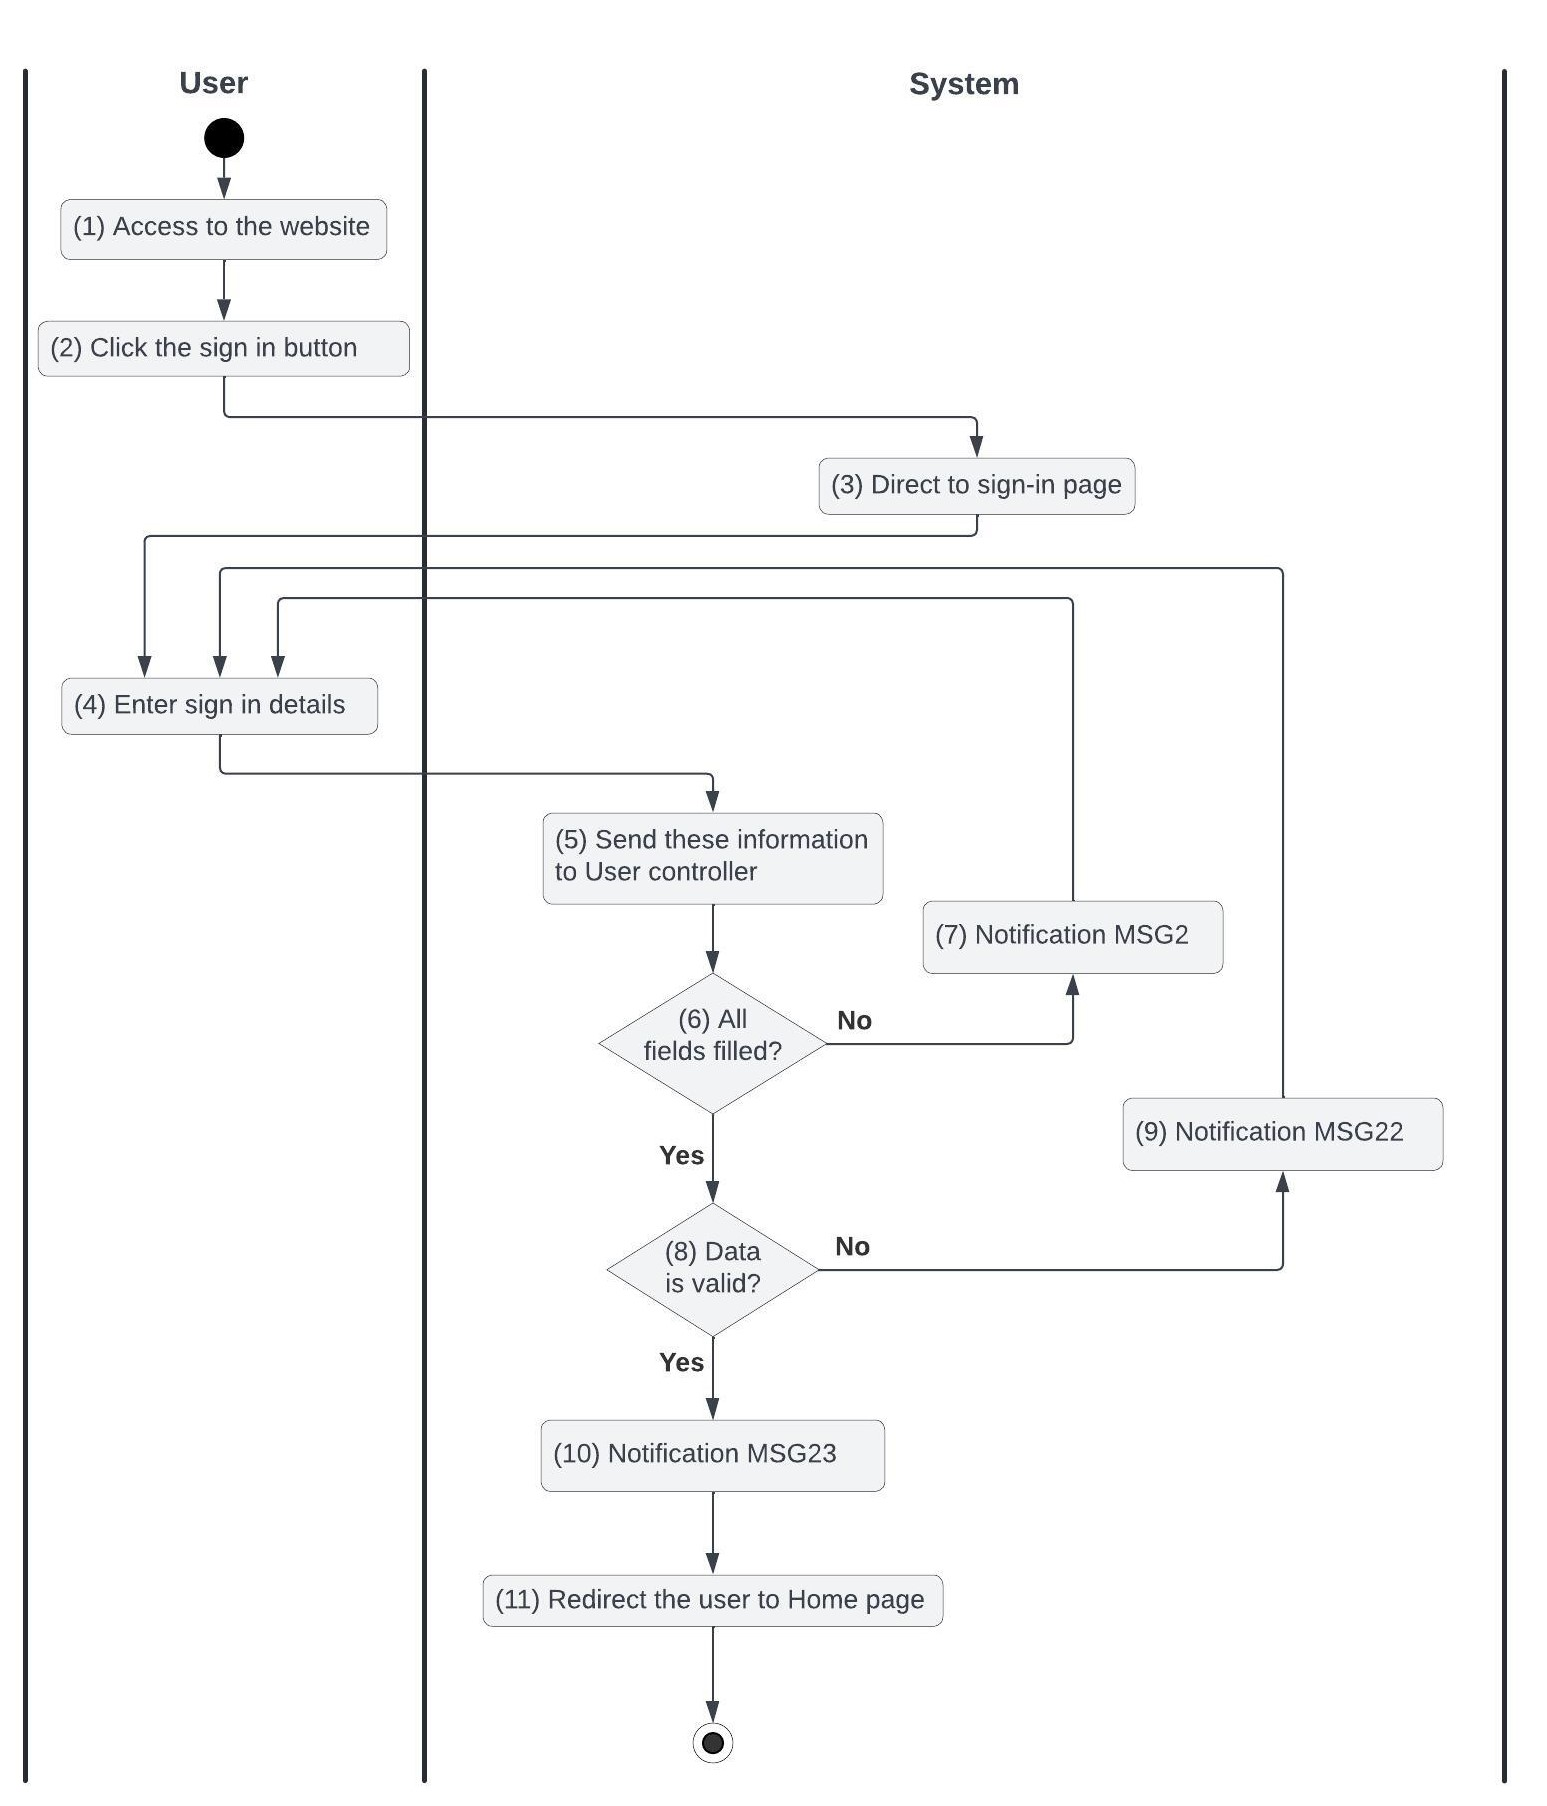 User
System
(1) Access to the website
(2) Click the sign in button
(3) Direct to sign-in page
(4) Enter sign in details
(5) Send these information
to User controller
(7) Notification MSG2
(6) All
fields filled?
No
Yes
(9) Notification MSG22
(8) Data
is valid?
No
Yes
(10) Notification MSG23
(11) Redirect the user to Home page